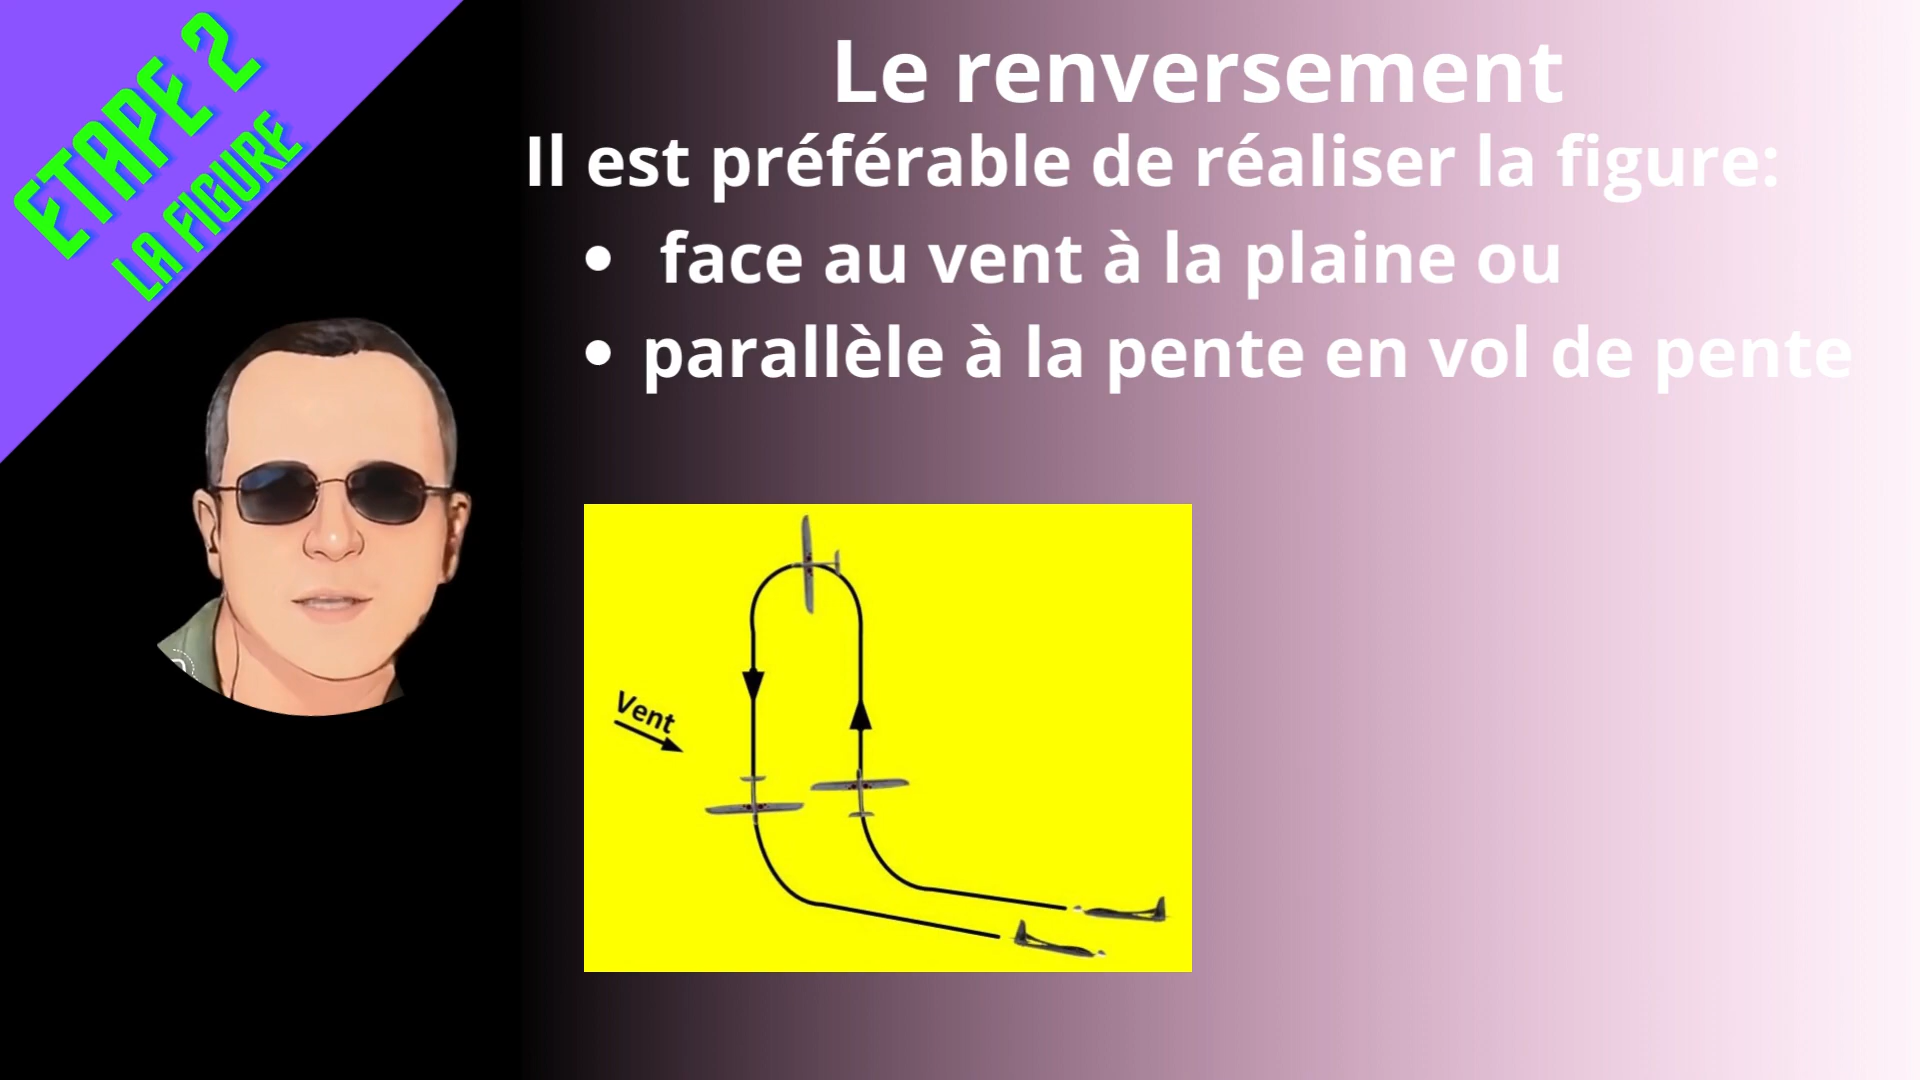 ETAPE 2
LA FIGURE
Le renversement
Il est préférable de réaliser la figure:
• face au vent à la plaine ou
• parallèle à la pente en vol de pente
Vent